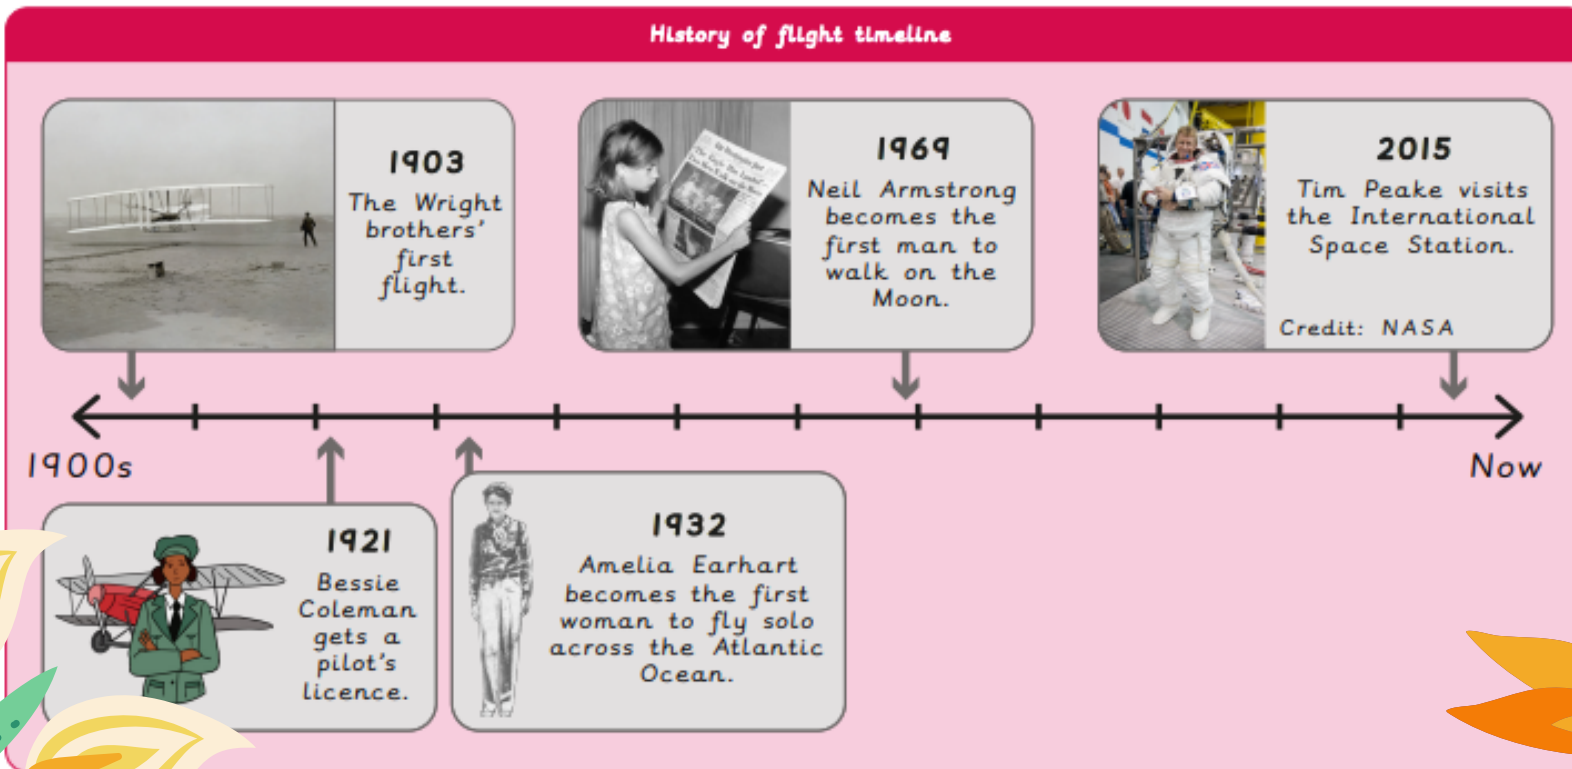 History of flight timeline
1903
The Wright
brothers'
first
flight.
1969
Neil Armstrong
becomes the
first man to
walk on the
Moon.
2015
Tim Peake visits
the International
Space Station.
Credit: NASA
1900s
Now
1921
Bessie
Coleman
gets a
pilot's
licence.
1932
Amelia Earhart
becomes the first
woman to fly solo
across the Atlantic
Ocean.